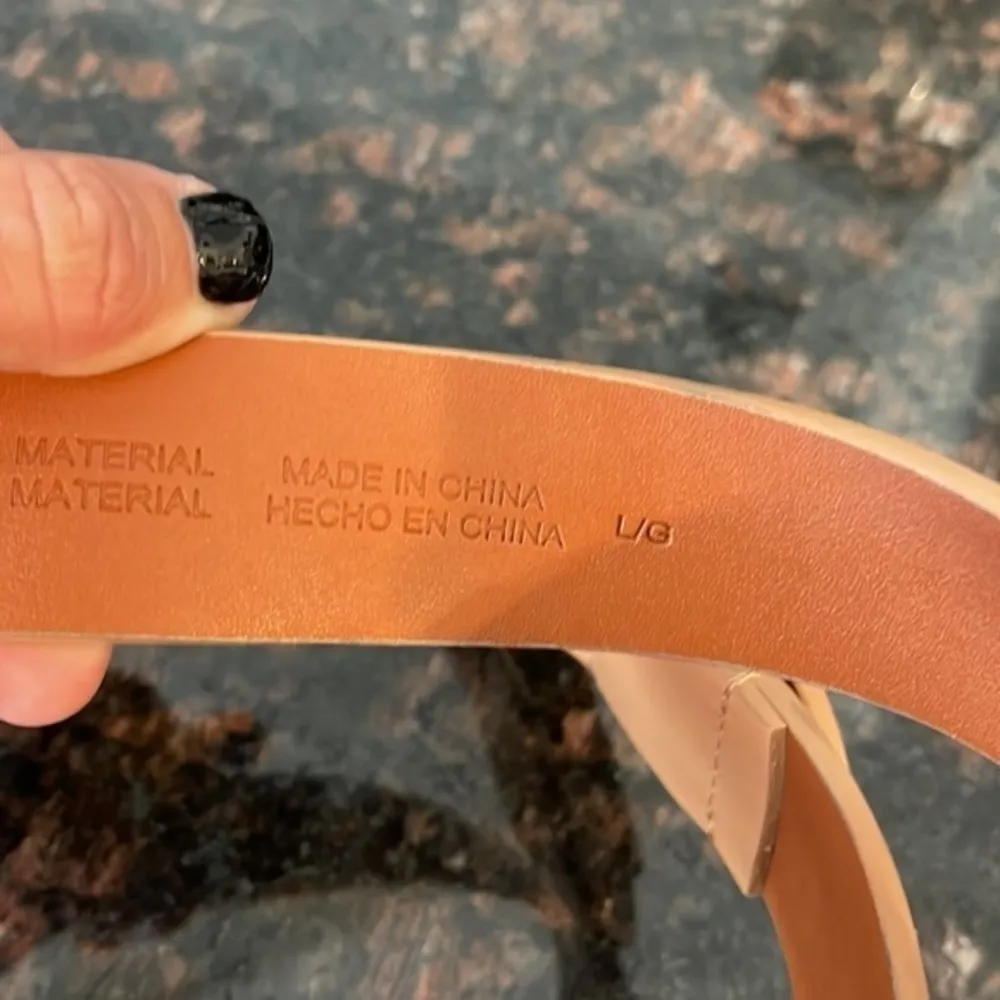 MATERIAL
MATERIAL
MADE IN CHINA
HECHO EN CHINA
L/G